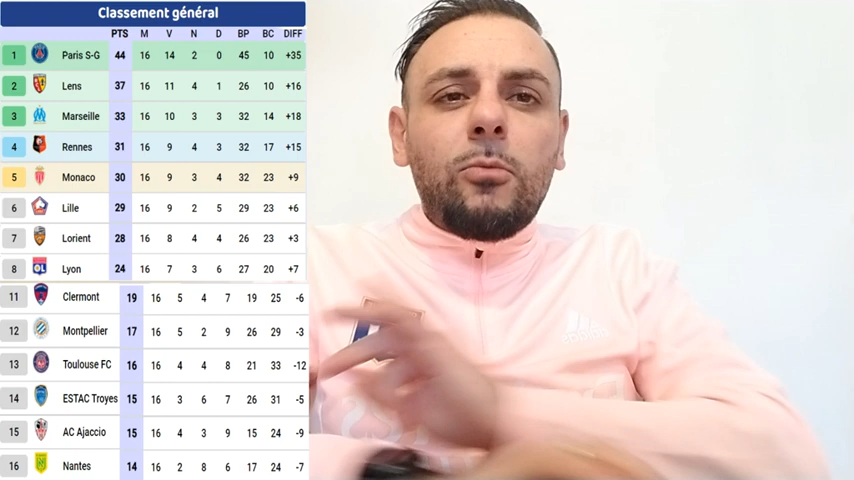 Classement général
PTS M V N D BP BC DIFF
1 Paris S-G 44 16 14 2 0 45 10 +35
2 Lens 37 16 11 4 1 26 10 +16
3 Marseille 33 16 10 3 3 32 14 +18
4 Rennes 31 16 9 4 3 32 17 +15
5 Monaco 30 16 9 3 4 32 23 +9
6 Lille 29 16 9 2 5 29 23 +6
7 Lorient 28 16 8 4 4 26 23 +3
8 Lyon 24 16 7 3 6 27 20 +7
11 Clermont 19 16 5 4 7 19 25 -6
12 Montpellier 17 16 5 2 9 26 29 -3
13 Toulouse FC 16 16 4 4 8 21 33 -12
14 ESTAC Troyes 15 16 3 6 7 26 31 -5
15 AC Ajaccio 15 16 4 3 9 15 24 -9
16 Nantes 14 16 2 8 6 17 24 -7